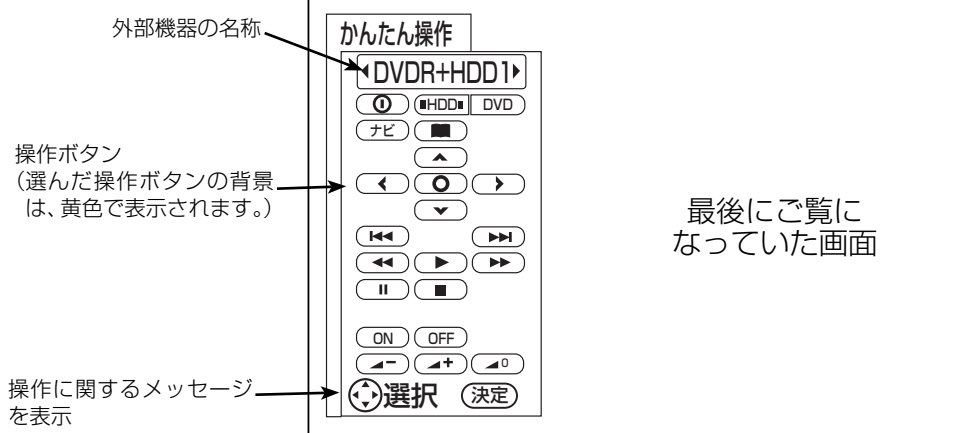 外部機器の名称
かんたん操作
DVDR+HDD1
HDD DVD
ナビ
操作ボタン
（選んだ操作ボタンの背景
は、黄色で表示されます。）
最後にご覧に
なっていた画面
ON OFF
− + 0
操作に関するメッセージ
を表示
選択 決定